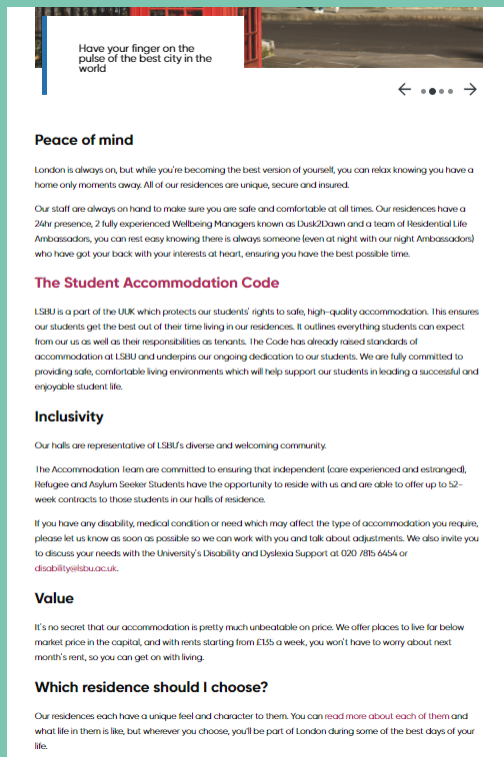 Have your finger on the
pulse of the best city in the
world
Peace of mind
London is always on, but while you're becoming the best version of yourself, you can relax knowing you have a
home only moments away. All of our residences are unique, secure and insured.
Our staff are always on hand to make sure you are safe and comfortable at all times. Our residences have a
24hr presence, 2 fully experienced Wellbeing Managers known as Dusk2Dawn and a team of Residential Life
Ambassadors, you can rest easy knowing there is always someone (even at night with our night Ambassadors)
who have got your back with your interests at heart, ensuring you have the best possible time.
The Student Accommodation Code
LSBU is a part of the UUK which protects our students' rights to safe, high-quality accommodation. This ensures
our students get the best out of their time living in our residences. It outlines everything students can expect
from our us as well as their responsibilities as tenants. The Code has already raised standards of
accommodation at LSBU and underpins our ongoing dedication to our students. We are fully committed to
providing safe, comfortable living environments which will help support our students in leading a successful and
enjoyable student life.
Inclusivity
Our halls are representative of LSBU's diverse and welcoming community.
The Accommodation Team are committed to ensuring that independent (care experienced and estranged),
Refugee and Asylum Seeker Students have the opportunity to reside with us and are able to offer up to 52-
week contracts to those students in our halls of residence.
If you have any disability, medical condition or need which may affect the type of accommodation you require,
please let us know as soon as possible so we can work with you and talk about adjustments. We also invite you
to discuss your needs with the University's Disability and Dyslexia Support at 020 7815 6454 or
disability@lsbu.ac.uk.
Value
It's no secret that our accommodation is pretty much unbeatable on price. We offer places to live far below
market price in the capital, and with rents starting from £135 a week, you won't have to worry about next
month's rent, so you can get on with living.
Which residence should I choose?
Our residences each have a unique feel and character to them. You can read more about each of them and
what life in them is like, but wherever you choose, you'll be part of London during some of the best days of your
life.